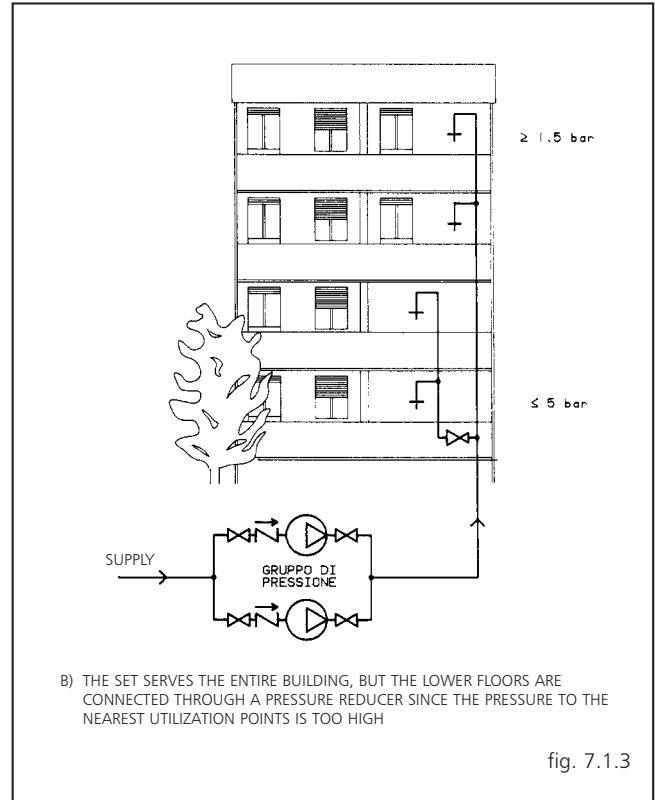 ≥ 1.5 bar
≤ 5 bar
SUPPLY
GRUPPO DI
PRESSIONE
B) THE SET SERVES THE ENTIRE BUILDING, BUT THE LOWER FLOORS ARE
CONNECTED THROUGH A PRESSURE REDUCER SINCE THE PRESSURE TO THE
NEAREST UTILIZATION POINTS IS TOO HIGH
fig. 7.1.3